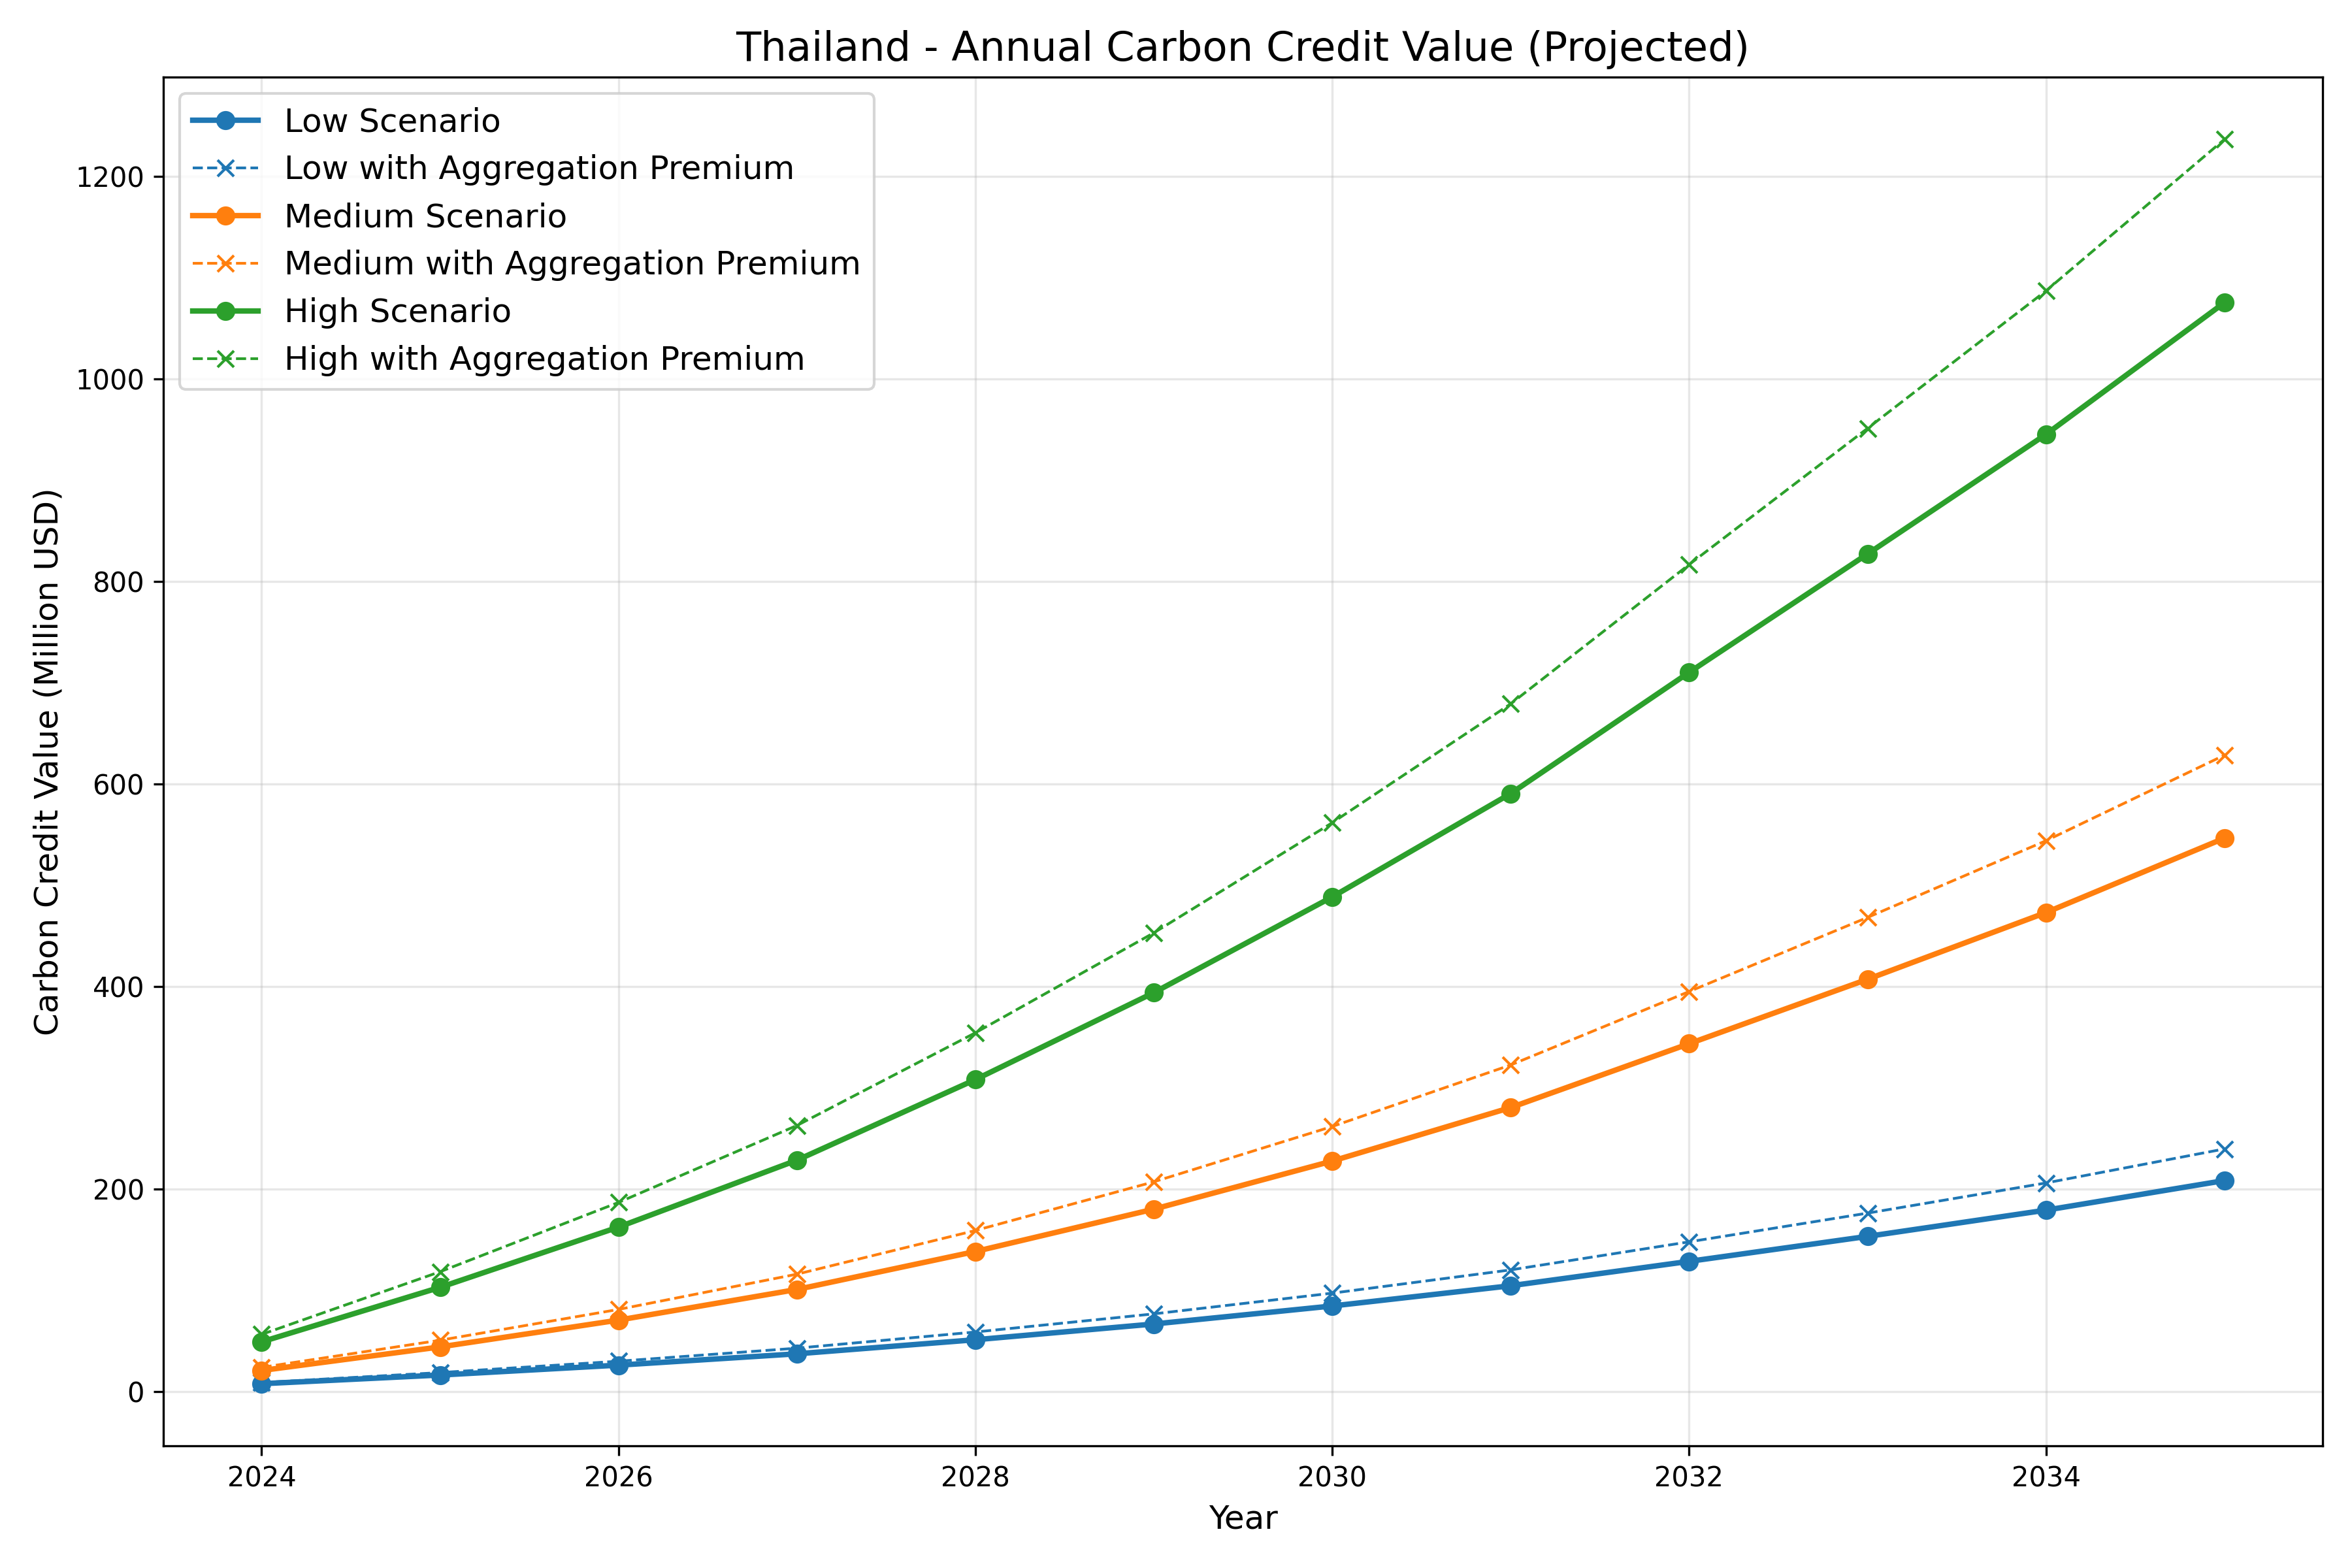 Thailand - Annual Carbon Credit Value (Projected)
Low Scenario
Low with Aggregation Premium
Medium Scenario
Medium with Aggregation Premium
High Scenario
High with Aggregation Premium
Carbon Credit Value (Million USD)
1200
1000
800
600
400
200
0
2024
2026
2028
2030
2032
2034
Year